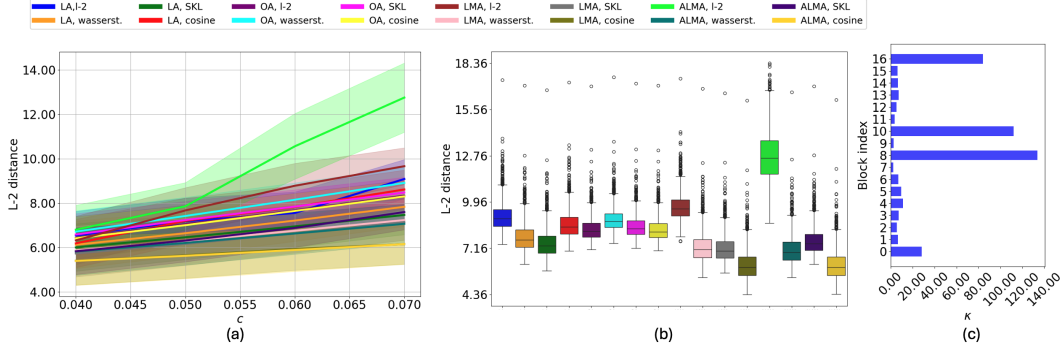 LA,l-2 LA, SKL OA, l-2 OA, SKL LMA, l-2 LMA, SKL ALMA, l-2 ALMA, SKL
LA, wasserst. LA, cosine OA, wasserst. OA, cosine LMA, wasserst. LMA, cosine ALMA, wasserst. ALMA, cosine
L-2 distance
14.00
12.00
10.00
8.00
6.00
4.00
0.040 0.045 0.050 0.055 0.060 0.065 0.070
c
(a)
L-2 distance
18.36
15.56
12.76
9.96
7.16
4.36
(b)
Block index
16
15
14
13
12
11
10
9
8
7
6
5
4
3
2
1
0
0.00 20.00 40.00 60.00 80.00 100.00 120.00 140.00
κ
(c)